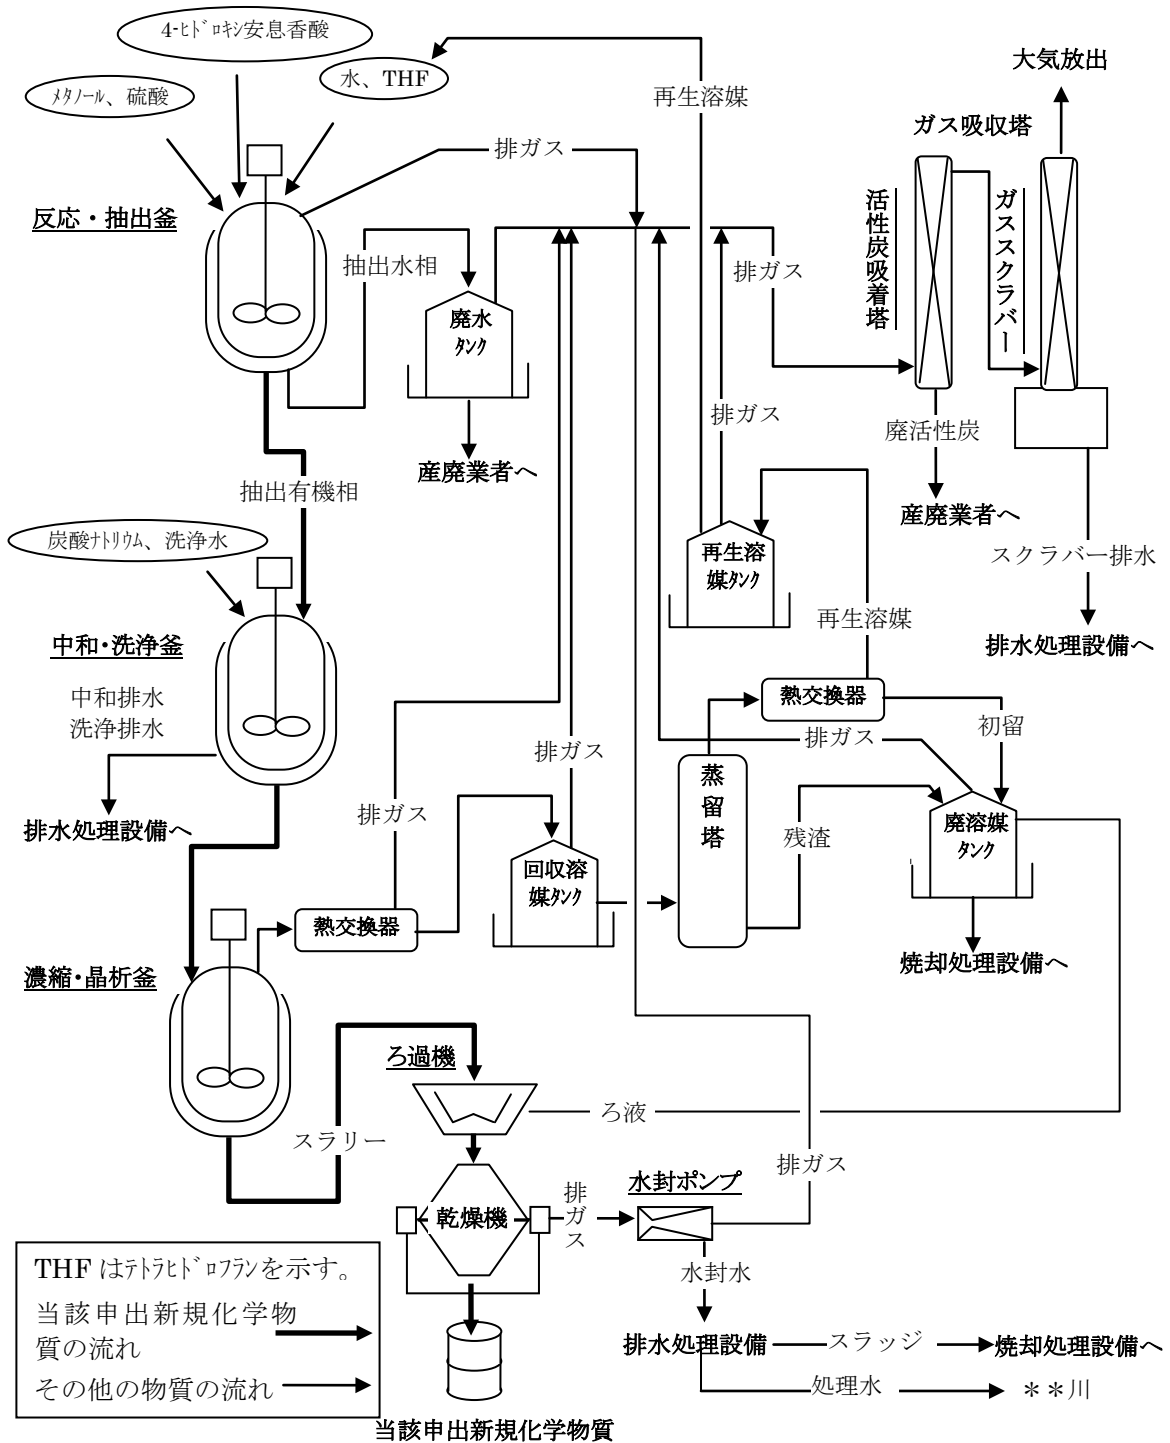 4-ﾋﾄﾞﾛｷｼ安息香酸
水、THF
ﾒﾀﾉｰﾙ、硫酸
再生溶媒
大気放出
ガス吸収塔
排ガス
反応・抽出釜
抽出水相
廃水
ﾀﾝｸ
排ガス
活性炭吸着塔
ガススクラバー
排ガス
廃活性炭
産廃業者へ
抽出有機相
産廃業者へ
炭酸ﾅﾄﾘｳﾑ、洗浄水
再生溶
媒ﾀﾝｸ
スクラバー排水
再生溶媒
中和・洗浄釜
排水処理設備へ
中和排水
洗浄排水
熱交換器
初留
排ガス
排ガス
蒸留塔
排ガス
排水処理設備へ
残渣
廃溶媒
ﾀﾝｸ
回収溶
媒ﾀﾝｸ
熱交換器
濃縮・晶析釜
焼却処理設備へ
ろ過機
ろ液
スラリー
排ガス
水封ポンプ
排ガス
乾燥機
水封水
THF はﾃﾄﾗﾋﾄﾞﾛﾌﾗﾝを示す。
当該申出新規化学物
質の流れ
その他の物質の流れ
排水処理設備
スラッジ
焼却処理設備へ
処理水
＊＊川
当該申出新規化学物質